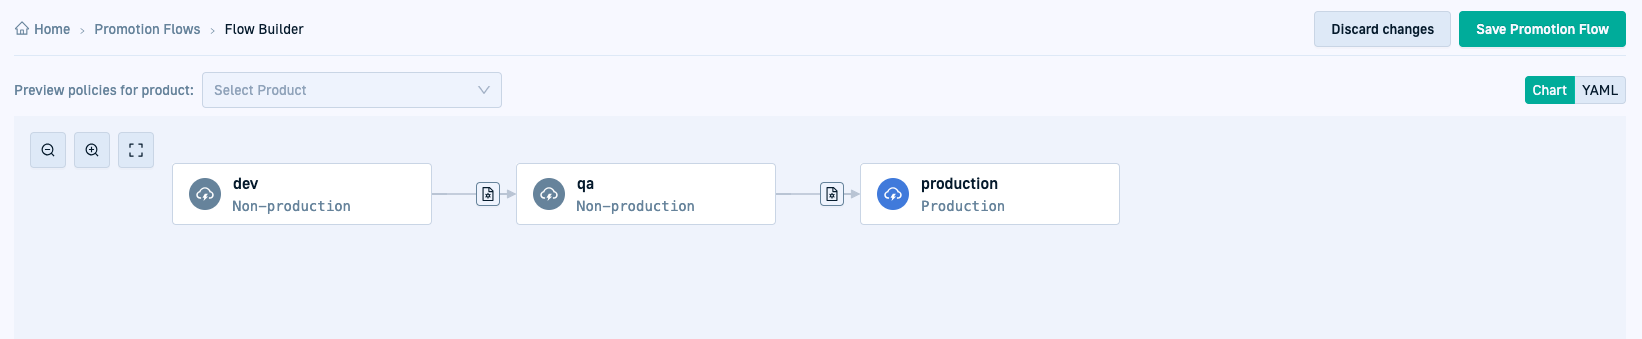 Home › Promotion Flows › Flow Builder
Discard changes
Save Promotion Flow
Preview policies for product:
Select Product
Chart
YAML
dev
Non-production
qa
Non-production
production
Production